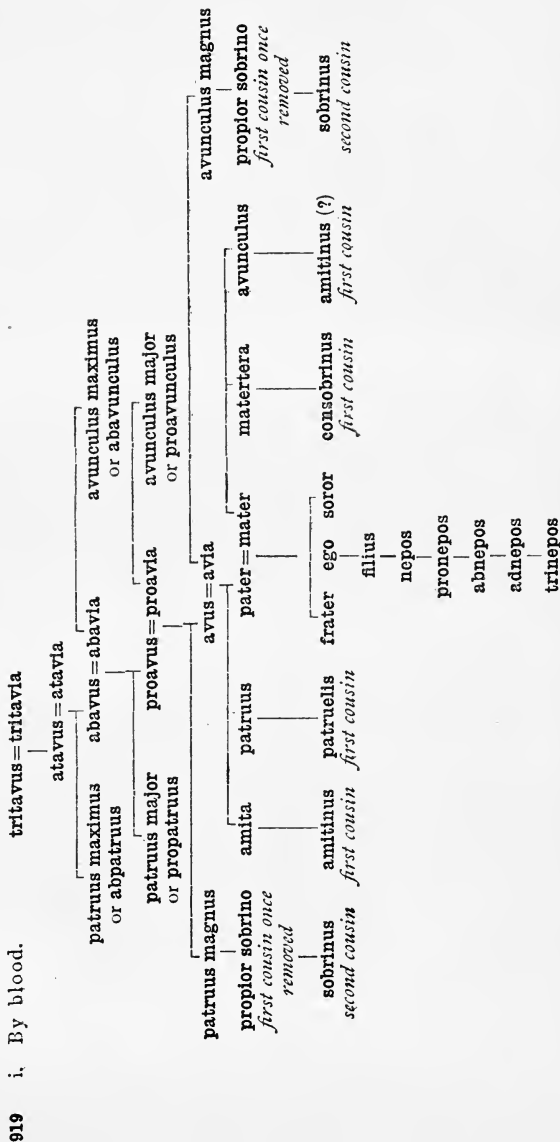 919 i. By blood.
tritavus = tritavia
atavus = atavia
patruus maximus abavus = abavia avunculus maximus
or abpatruus or abavunculus
patruus major proavus = proavia avunculus major
or propatruus or proavunculus
patruus magnus avus = avia avunculus magnus
propior sobrino amita patruus pater = mater matertera avunculus propior sobrino
first cousin once first cousin once
removed removed
sobrinus amitinus patruelis frater ego soror consobrinus amitinus (?) sobrinus
second cousin first cousin first cousin first cousin first cousin second cousin
filius
nepos
pronepos
abnepos
adnepos
trinepos